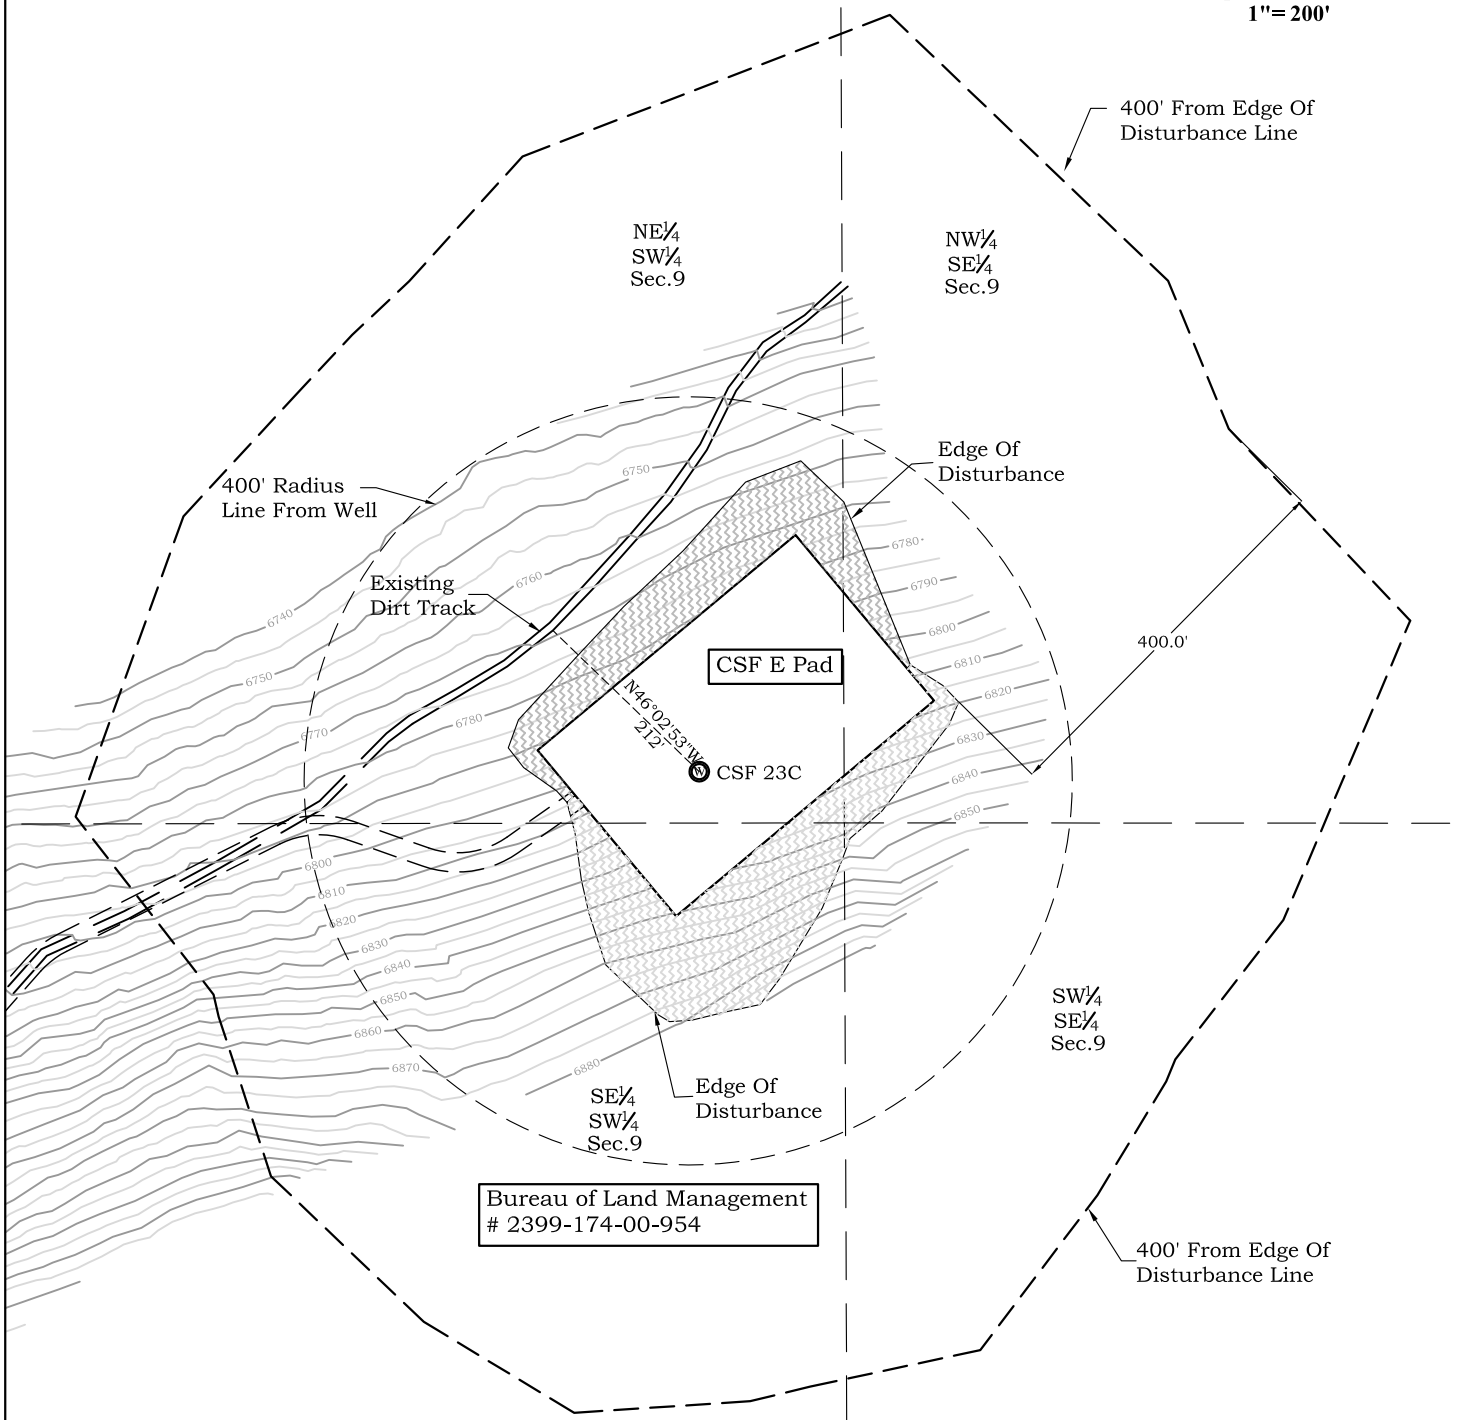 1"= 200'
400' From Edge Of
Disturbance Line
NE1/4
SW1/4
Sec.9
NW1/4
SE1/4
Sec.9
Edge Of
Disturbance
400' Radius
Line From Well
6750
6780
6760
Existing
Dirt Track
6790
6740
6800
400.0'
CSF E Pad
6810
6750
6820
N46°02'53"W
212'
6780
6770
6830
CSF 23C
6840
6850
6800
6810
6820
6830
6840
6850
6860
6870
6880
SW1/4
SE1/4
Sec.9
Edge Of
Disturbance
SE1/4
SW1/4
Sec.9
Bureau of Land Management
# 2399-174-00-954
400' From Edge Of
Disturbance Line